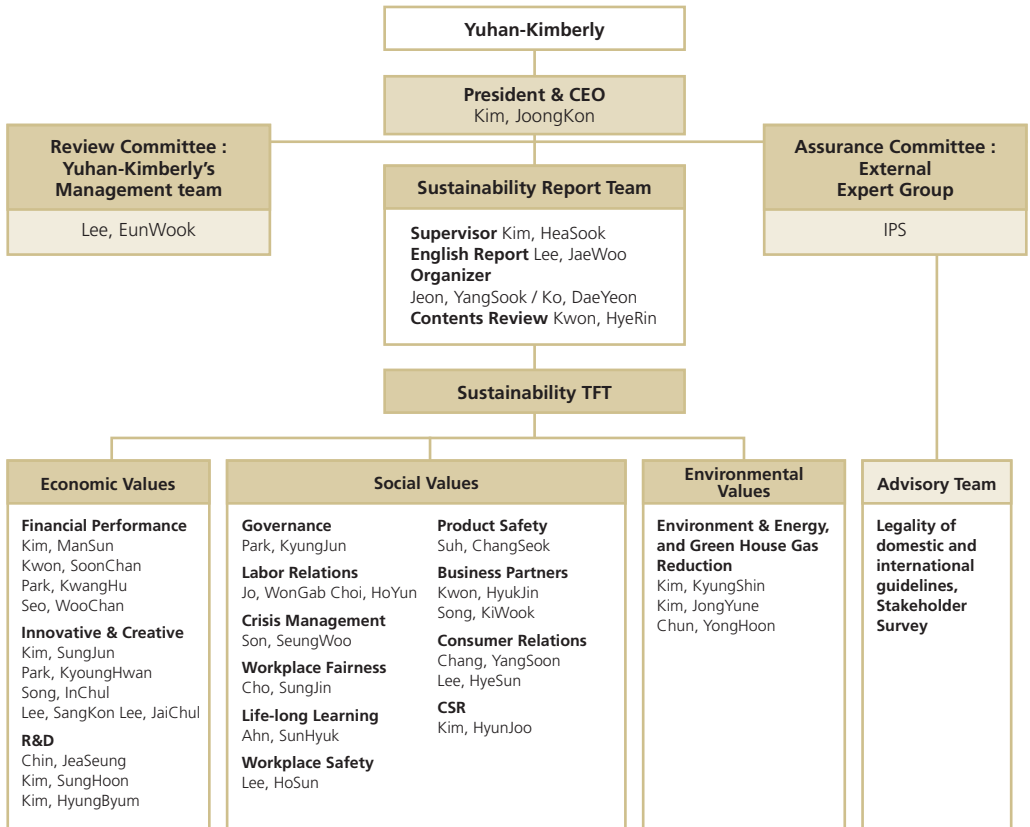 Yuhan-Kimberly
President & CEO
Kim, JoongKon
Review Committee :
Yuhan-Kimberly's
Management team
Lee, EunWook
Sustainability Report Team
Supervisor Kim, HeaSook
English Report Lee, JaeWoo
Organizer
Jeon, YangSook / Ko, DaeYeon
Contents Review Kwon, HyeRin
Assurance Committee :
External
Expert Group
IPS
Sustainability TFT
Economic Values
Financial Performance
Kim, ManSun
Kwon, SoonChan
Park, KwangHu
Seo, WooChan
Innovative & Creative
Kim, SungJun
Park, KyoungHwan
Song, InChul
Lee, SangKon Lee, JaiChul
R&D
Chin, JeaSeung
Kim, SungHoon
Kim, HyungByum
Social Values
Governance
Park, KyungJun
Labor Relations
Jo, WonGab Choi, HoYun
Crisis Management
Son, SeungWoo
Workplace Fairness
Cho, SungJin
Life-long Learning
Ahn, SunHyuk
Workplace Safety
Lee, HoSun
Product Safety
Suh, ChangSeok
Business Partners
Kwon, HyukJin
Song, KiWook
Consumer Relations
Chang, YangSoon
Lee, HyeSun
CSR
Kim, HyunJoo
Environmental
Values
Environment & Energy,
and Green House Gas
Reduction
Kim, KyungShin
Kim, JongYune
Chun, YongHoon
Advisory Team
Legality of
domestic and
international
guidelines,
Stakeholder
Survey